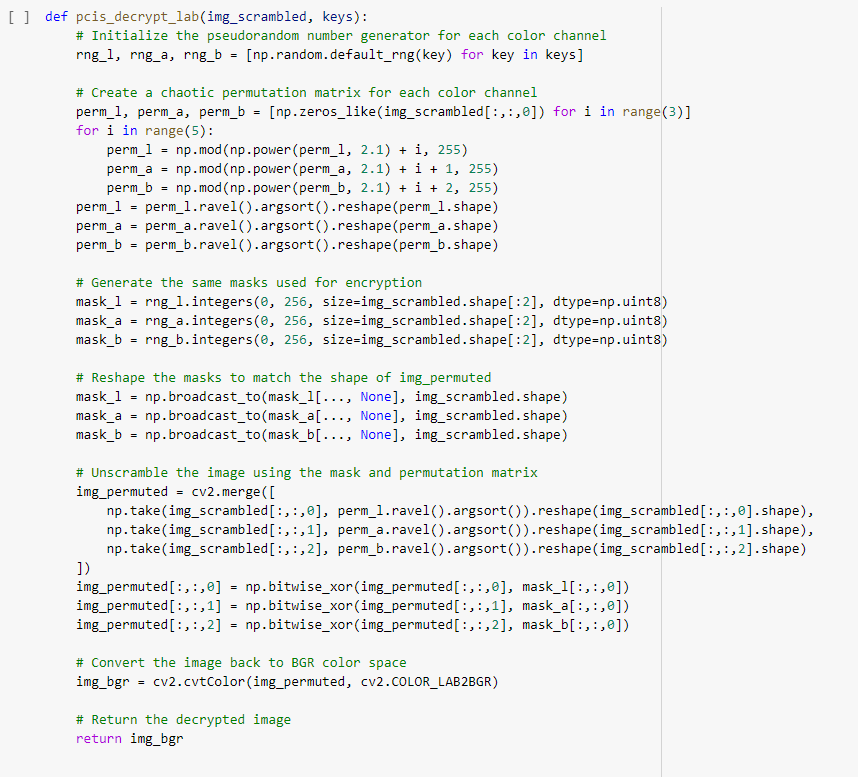 [ ] def pcis_decrypt_lab(img_scrambled, keys):
    # Initialize the pseudorandom number generator for each color channel
    rng_l, rng_a, rng_b = [np.random.default_rng(key) for key in keys]

    # Create a chaotic permutation matrix for each color channel
    perm_l, perm_a, perm_b = [np.zeros_like(img_scrambled[:,:,0]) for i in range(3)]
    for i in range(5):
        perm_l = np.mod(np.power(perm_l, 2.1) + i, 255)
        perm_a = np.mod(np.power(perm_a, 2.1) + i + 1, 255)
        perm_b = np.mod(np.power(perm_b, 2.1) + i + 2, 255)
    perm_l = perm_l.ravel().argsort().reshape(perm_l.shape)
    perm_a = perm_a.ravel().argsort().reshape(perm_a.shape)
    perm_b = perm_b.ravel().argsort().reshape(perm_b.shape)

    # Generate the same masks used for encryption
    mask_l = rng_l.integers(0, 256, size=img_scrambled.shape[:2], dtype=np.uint8)
    mask_a = rng_a.integers(0, 256, size=img_scrambled.shape[:2], dtype=np.uint8)
    mask_b = rng_b.integers(0, 256, size=img_scrambled.shape[:2], dtype=np.uint8)

    # Reshape the masks to match the shape of img_permuted
    mask_l = np.broadcast_to(mask_l[..., None], img_scrambled.shape)
    mask_a = np.broadcast_to(mask_a[..., None], img_scrambled.shape)
    mask_b = np.broadcast_to(mask_b[..., None], img_scrambled.shape)

    # Unscramble the image using the mask and permutation matrix
    img_permuted = cv2.merge([
        np.take(img_scrambled[:,:,0], perm_l.ravel().argsort()).reshape(img_scrambled[:,:,0].shape),
        np.take(img_scrambled[:,:,1], perm_a.ravel().argsort()).reshape(img_scrambled[:,:,1].shape),
        np.take(img_scrambled[:,:,2], perm_b.ravel().argsort()).reshape(img_scrambled[:,:,2].shape)
    ])
    img_permuted[:,:,0] = np.bitwise_xor(img_permuted[:,:,0], mask_l[:,:,0])
    img_permuted[:,:,1] = np.bitwise_xor(img_permuted[:,:,1], mask_a[:,:,0])
    img_permuted[:,:,2] = np.bitwise_xor(img_permuted[:,:,2], mask_b[:,:,0])

    # Convert the image back to BGR color space
    img_bgr = cv2.cvtColor(img_permuted, cv2.COLOR_LAB2BGR)

    # Return the decrypted image
    return img_bgr